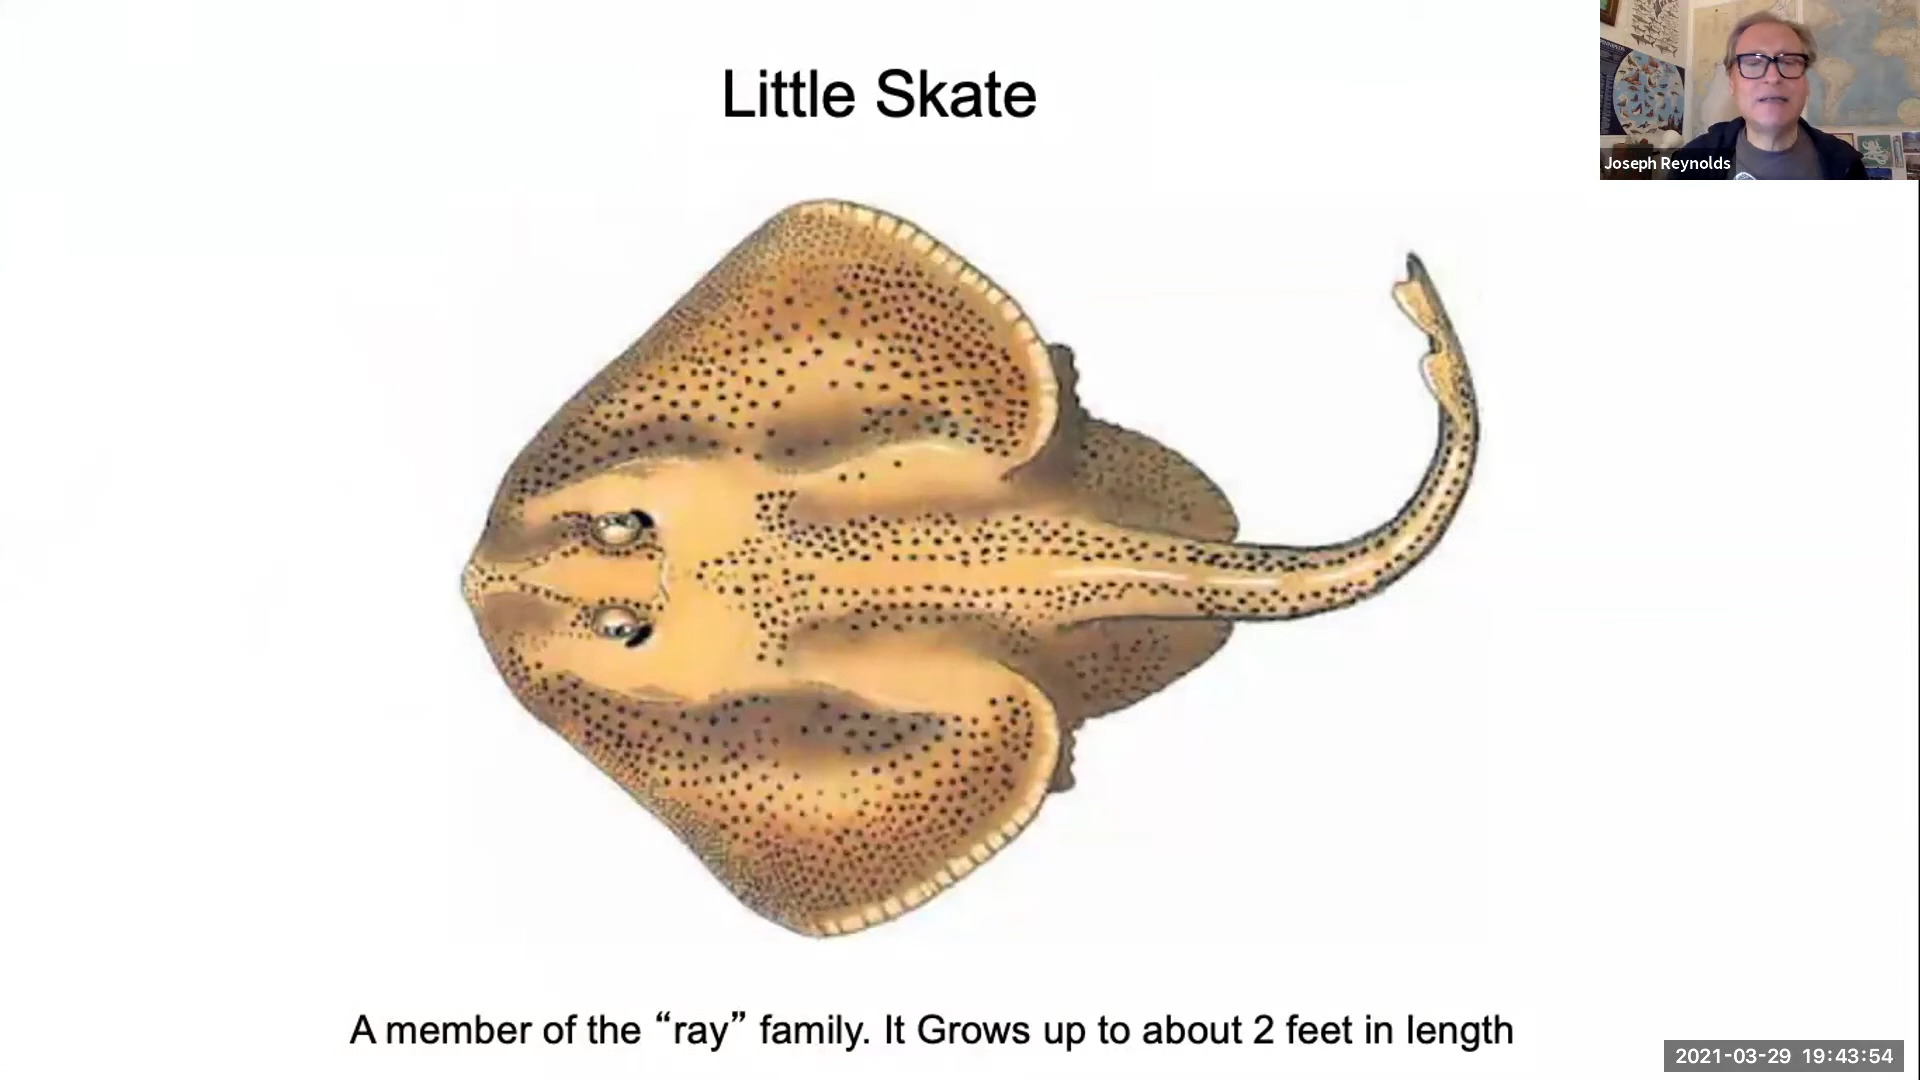 Little Skate
Joseph Reynolds
A member of the “ray” family. It Grows up to about 2 feet in length
2021-03-29 19:43:54